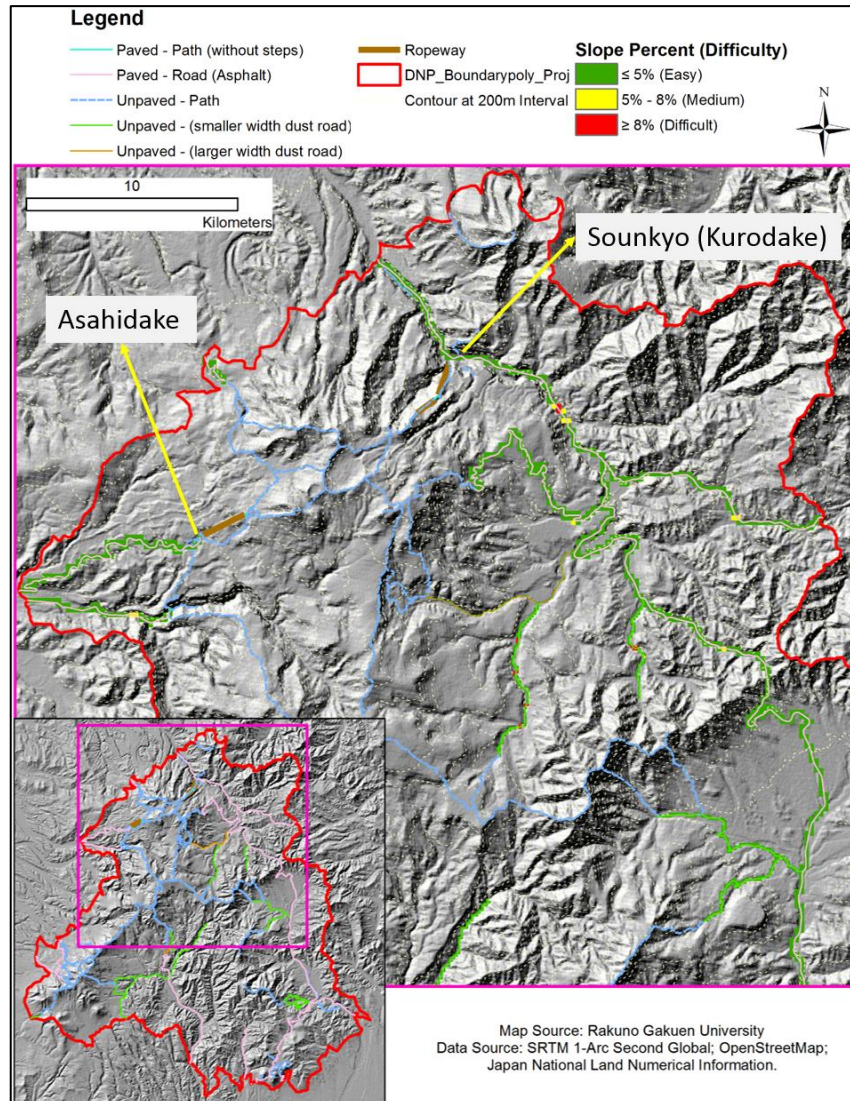 Legend
Paved - Path (without steps)
Paved - Road (Asphalt)
Unpaved - Path
Unpaved - (smaller width dust road)
Unpaved - (larger width dust road)
Ropeway
DNP_Boundarypoly_Proj
Contour at 200m Interval
Slope Percent (Difficulty)
≤ 5% (Easy)
5% - 8% (Medium)
≥ 8% (Difficult)
N
10
Kilometers
Sounkyo (Kurodake)
Asahidake
Map Source: Rakuno Gakuen University
Data Source: SRTM 1-Arc Second Global; OpenStreetMap;
Japan National Land Numerical Information.